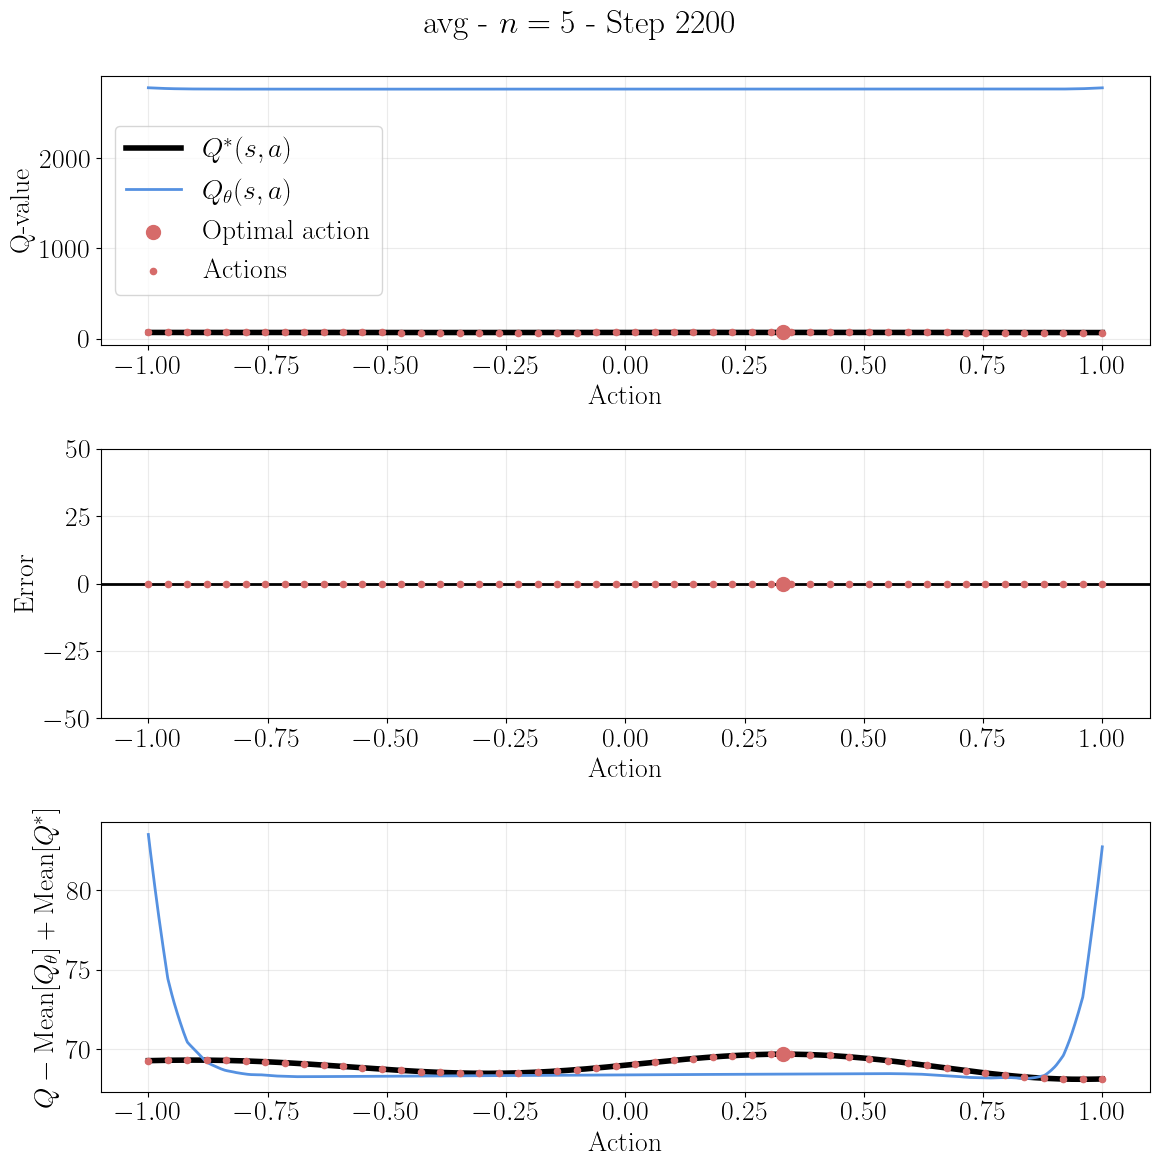 avg - n = 5 - Step 2200
Q-value
2000
1000
0
Q*(s, a)
Q_θ(s, a)
Optimal action
Actions
−1.00 −0.75 −0.50 −0.25 0.00 0.25 0.50 0.75 1.00
Action
Error
50
25
0
−25
−50
−1.00 −0.75 −0.50 −0.25 0.00 0.25 0.50 0.75 1.00
Action
Q − Mean[Q_θ] + Mean[Q*]
80
75
70
−1.00 −0.75 −0.50 −0.25 0.00 0.25 0.50 0.75 1.00
Action